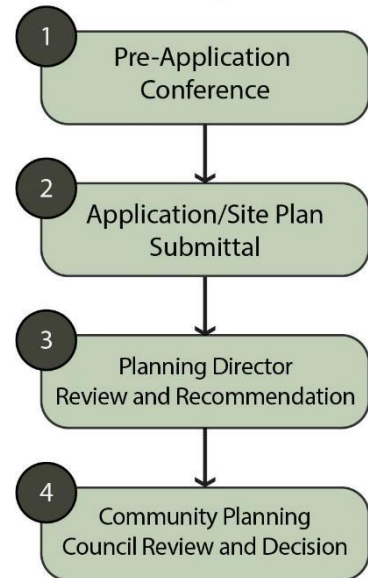 1
Pre-Application
Conference
2
Application/Site Plan
Submittal
3
Planning Director
Review and Recommendation
4
Community Planning
Council Review and Decision